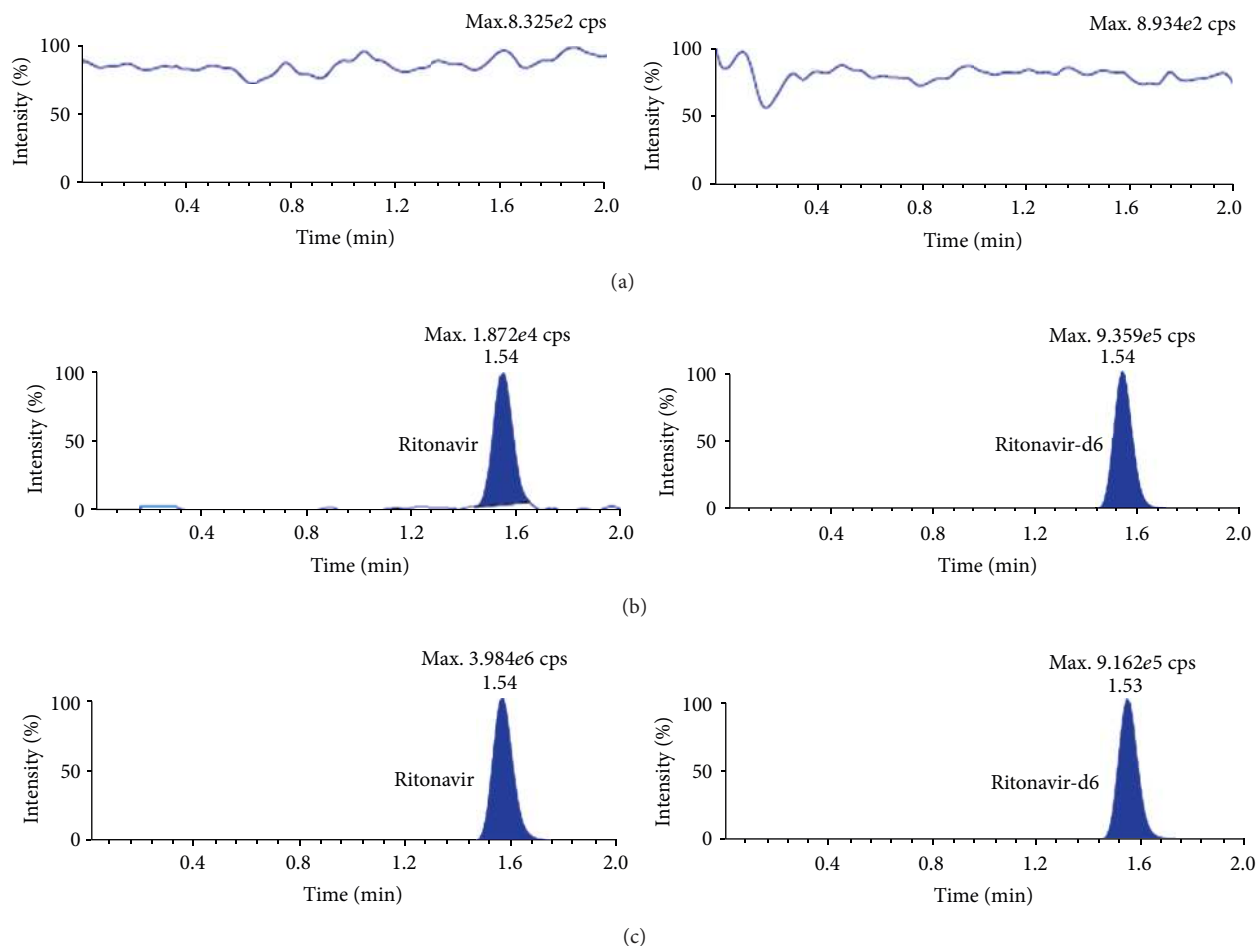 Max.8.325e2 cps
Intensity (%)
100
50
0
0.4 0.8 1.2 1.6 2.0
Time (min)
Max. 8.934e2 cps
Intensity (%)
100
50
0
0.4 0.8 1.2 1.6 2.0
Time (min)
(a)
Max. 1.872e4 cps
1.54
Intensity (%)
100
50
0
Ritonavir
0.4 0.8 1.2 1.6 2.0
Time (min)
Max. 9.359e5 cps
1.54
Intensity (%)
100
50
0
Ritonavir-d6
0.4 0.8 1.2 1.6 2.0
Time (min)
(b)
Max. 3.984e6 cps
1.54
Intensity (%)
100
50
0
Ritonavir
0.4 0.8 1.2 1.6 2.0
Time (min)
Max. 9.162e5 cps
1.53
Intensity (%)
100
50
0
Ritonavir-d6
0.4 0.8 1.2 1.6 2.0
Time (min)
(c)